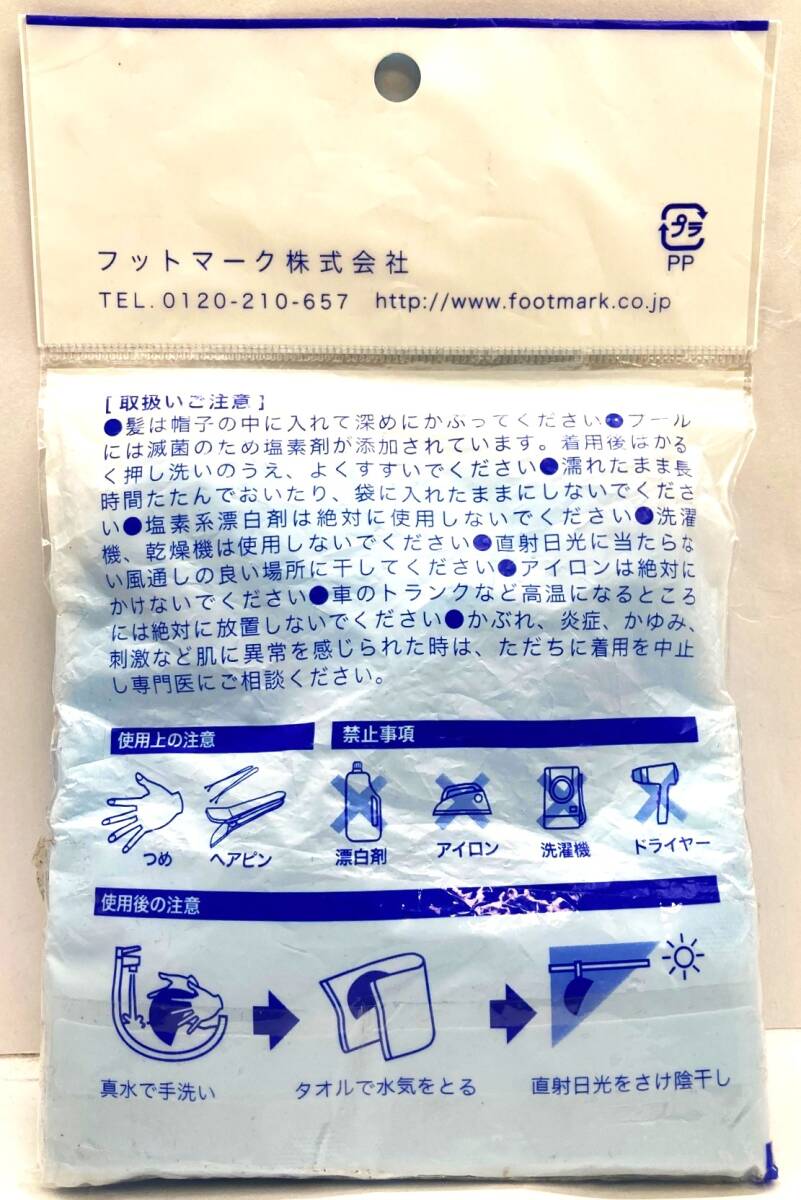 プラ
PP
フットマーク株式会社
TEL.0120-210-657 http://www.footmark.co.jp
[ 取扱いご注意 ]
●髪は帽子の中に入れて深めにかぶってください●プール
には滅菌のため塩素剤が添加されています。着用後はかる
く押し洗いのうえ、よくすすいでください●濡れたまま長
時間たたんでおいたり、袋に入れたままにしないでくださ
い●塩素系漂白剤は絶対に使用しないでください●洗濯
機、乾燥機は使用しないでください●直射日光に当たらな
い風通しの良い場所に干してください●アイロンは絶対に
かけないでください●車のトランクなど高温になるところ
には絶対に放置しないでください●かぶれ、炎症、かゆみ、
刺激など肌に異常を感じられた時は、ただちに着用を中止
し専門医にご相談ください。
使用上の注意
つめ ヘアピン
禁止事項
漂白剤 アイロン 洗濯機 ドライヤー
使用後の注意
真水で手洗い タオルで水気をとる 直射日光をさけ陰干し